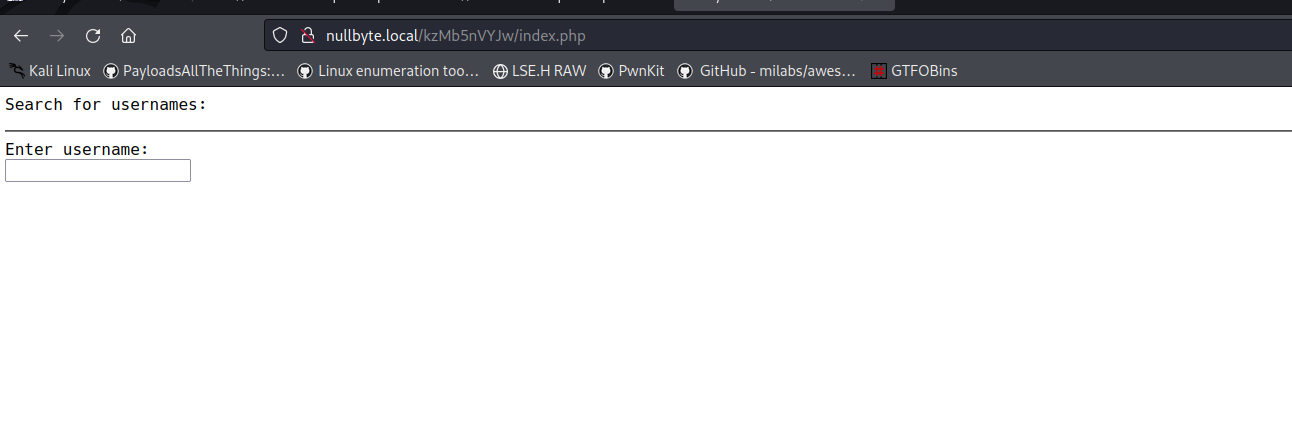 nullbyte.local/kzMb5nVYJw/index.php
Kali Linux PayloadsAllTheThings:... Linux enumeration too... LSE.H RAW PwnKit GitHub - milabs/awes... GTFOBins
Search for usernames:
Enter username: